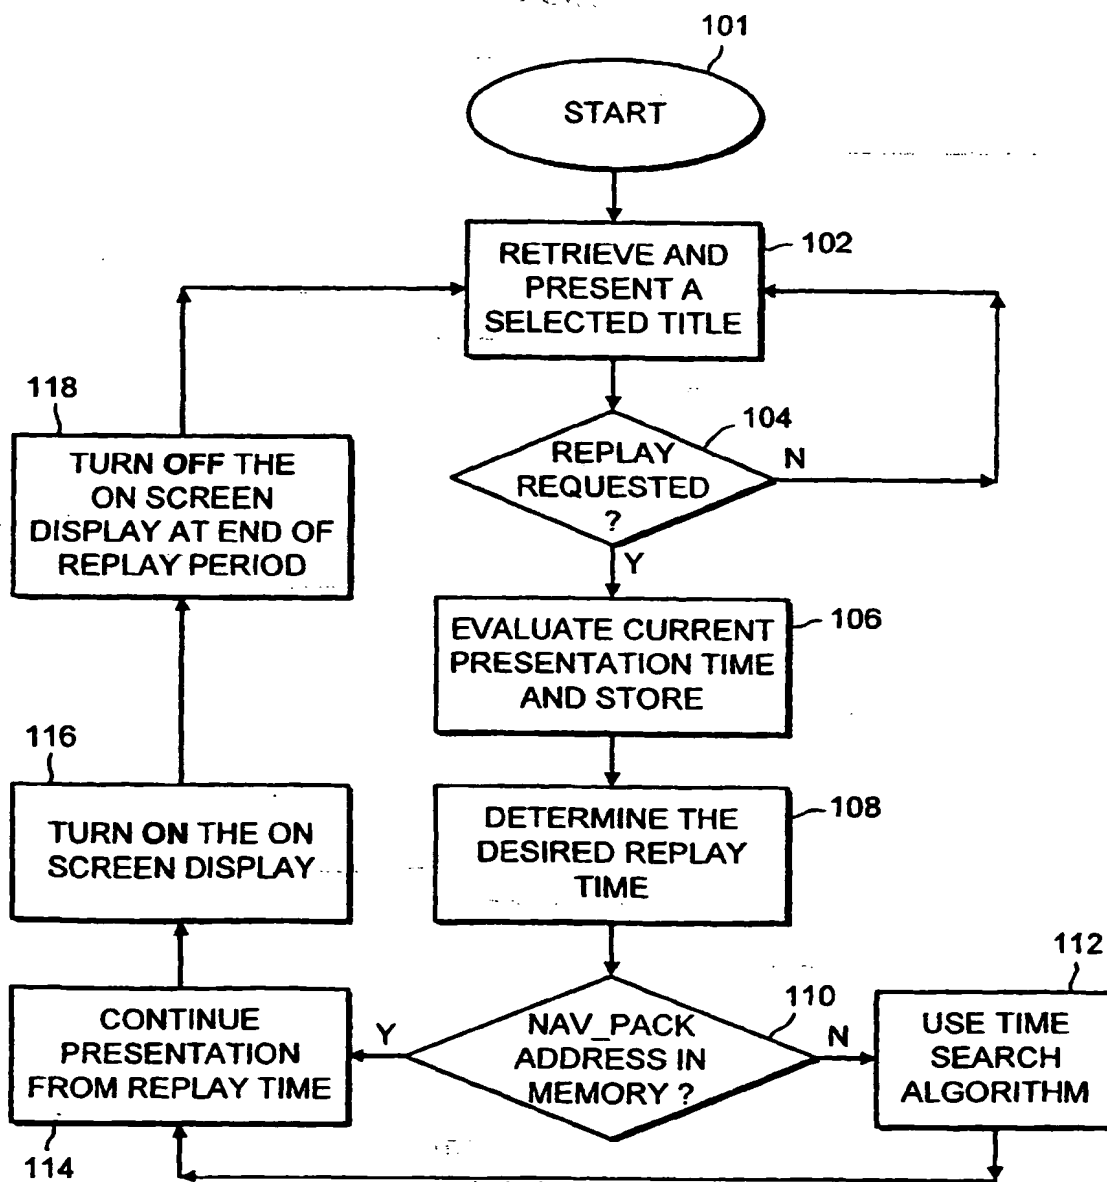 101
START
102
RETRIEVE AND
PRESENT A
SELECTED TITLE
104
REPLAY
REQUESTED
?
N
Y
106
EVALUATE CURRENT
PRESENTATION TIME
AND STORE
108
DETERMINE THE
DESIRED REPLAY
TIME
110
NAV_PACK
ADDRESS IN
MEMORY ?
Y
N
112
USE TIME
SEARCH
ALGORITHM
114
CONTINUE
PRESENTATION
FROM REPLAY TIME
116
TURN ON THE ON
SCREEN DISPLAY
118
TURN OFF THE
ON SCREEN
DISPLAY AT END OF
REPLAY PERIOD